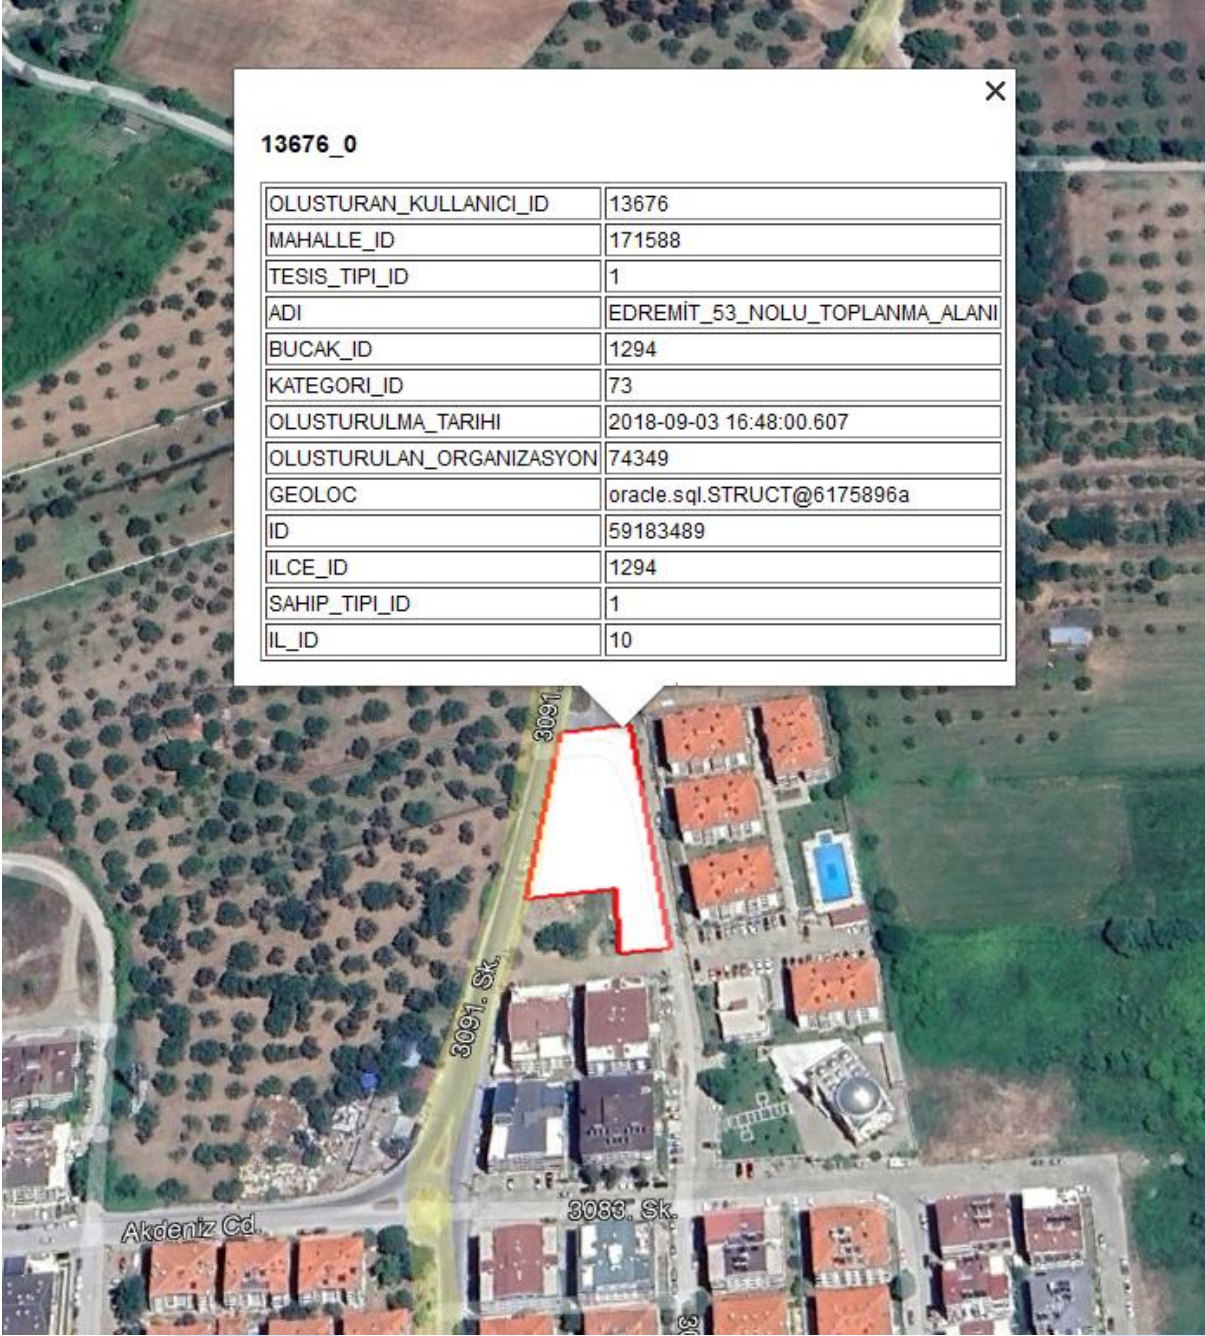 13676_0
OLUSTURAN_KULLANICI_ID 13676
MAHALLE_ID 171588
TESIS_TIPI_ID 1
ADI EDREMİT_53_NOLU_TOPLANMA_ALANI
BUCAK_ID 1294
KATEGORI_ID 73
OLUSTURULMA_TARIHI 2018-09-03 16:48:00.607
OLUSTURULAN_ORGANIZASYON 74349
GEOLOC oracle.sql.STRUCT@6175896a
ID 59183489
ILCE_ID 1294
SAHIP_TIPI_ID 1
IL_ID 10
3091.
3091. Sk.
3083. Sk.
Akdeniz Cd.